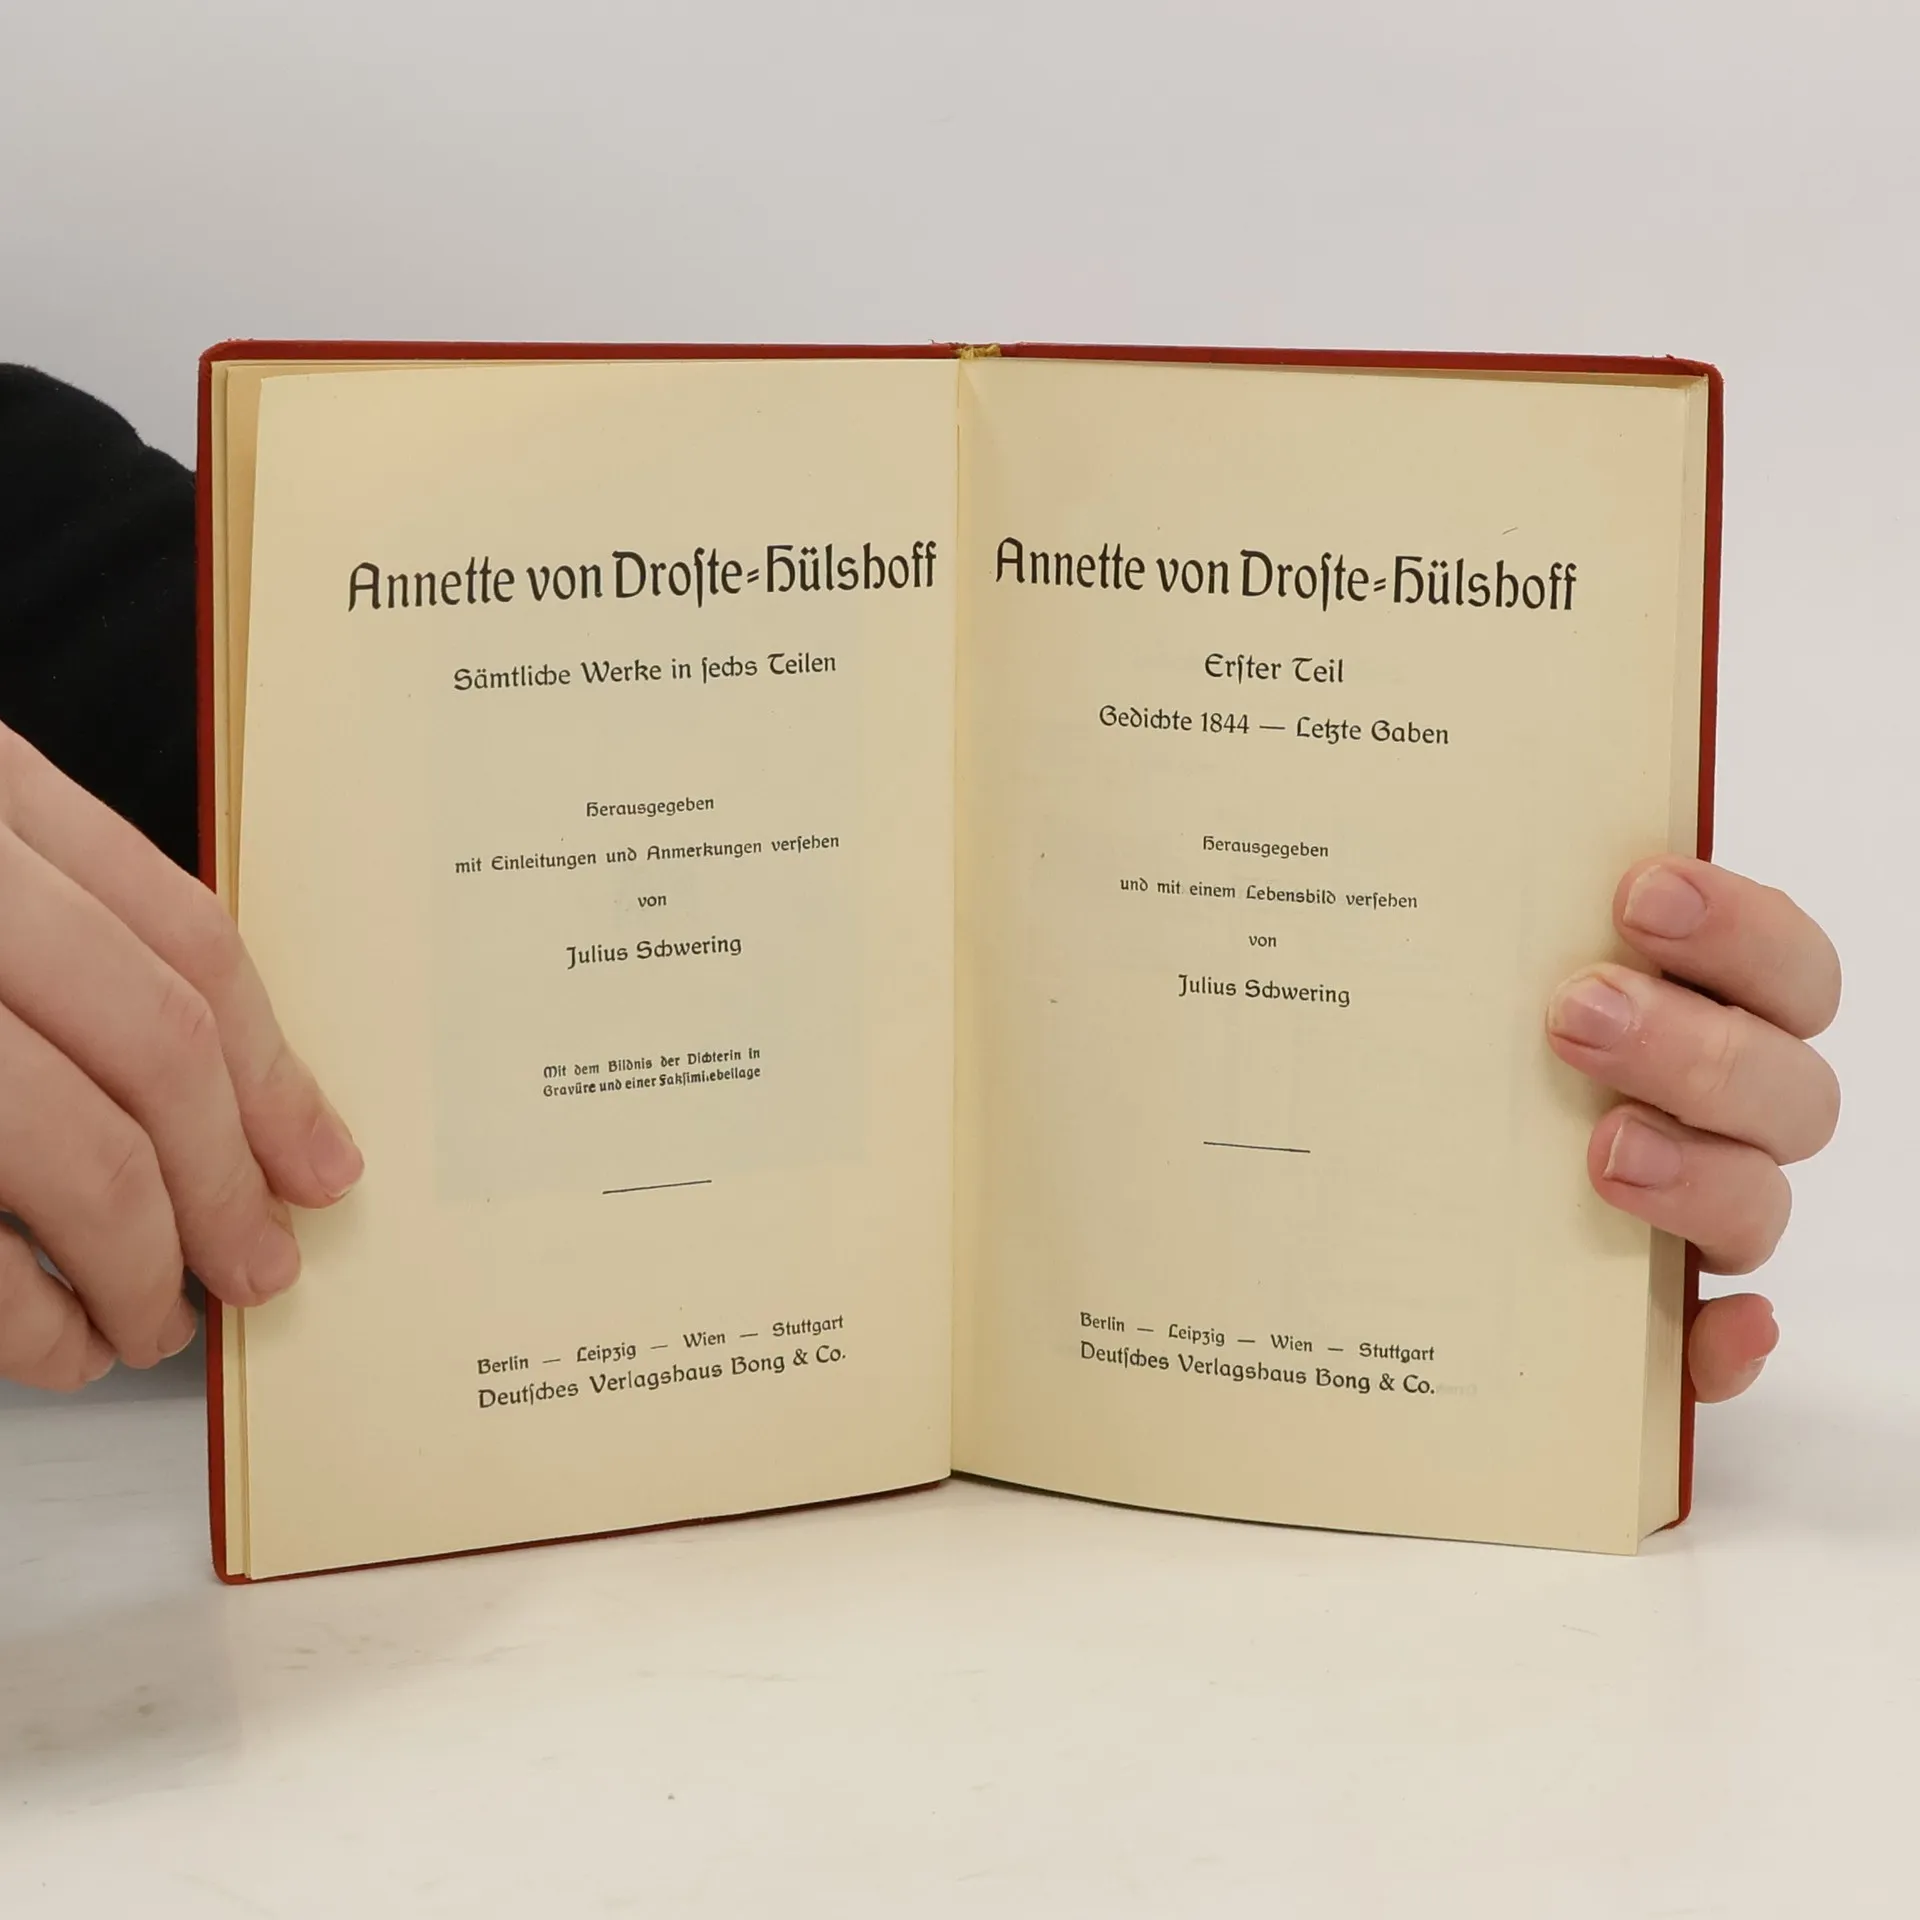 Annette von Droſte-Hülshoff
Sämtliche Werke in ſechs Teilen
Herausgegeben
mit Einleitungen und Anmerkungen verſehen
von
Julius Schwering
Mit dem Bildnis der Dichterin in
Gravüre und einer Fakſimilebeilage
Berlin — Leipzig — Wien — Stuttgart
Deutſches Verlagshaus Bong & Co.
Annette von Droſte-Hülshoff
Erſter Teil
Gedichte 1844 — Letzte Gaben
Herausgegeben
und mit einem Lebensbild verſehen
von
Julius Schwering
Berlin — Leipzig — Wien — Stuttgart
Deutſches Verlagshaus Bong & Co.